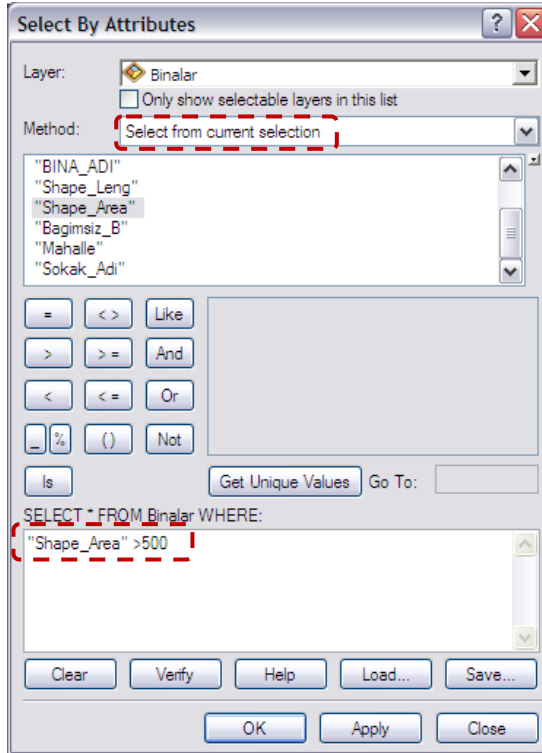 Select By Attributes
?
X
Layer: Binalar
Only show selectable layers in this list
Method: Select from current selection
"BINA_ADI"
"Shape_Leng"
"Shape_Area"
"Bagimsiz_B"
"Mahalle"
"Sokak_Adi"
= < > Like
> > = And
< < = Or
_ % () Not
Is Get Unique Values Go To:
SELECT * FROM Binalar WHERE:
"Shape_Area" >500
Clear Verify Help Load... Save...
OK Apply Close